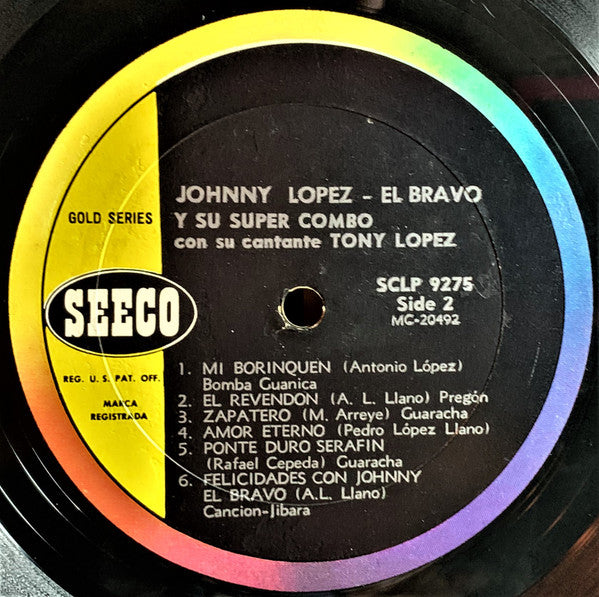 JOHNNY LOPEZ - EL BRAVO
Y SU SUPER COMBO
con su cantante TONY LOPEZ
GOLD SERIES
SEECO
REG. U. S. PAT. OFF.
MARCA
REGISTRADA
SCLP 9275
Side 2
MC-20492
1. MI BORINQUEN (Antonio López)
Bomba Guanica
2. EL REVENDON (A. L. Llano) Pregón
3. ZAPATERO (M. Arreye) Guaracha
4. AMOR ETERNO (Pedro López Llano)
5. PONTE DURO SERAFIN
(Rafael Cepeda) Guaracha
6. FELICIDADES CON JOHNNY
EL BRAVO (A.L. Llano)
Cancion-Jibara